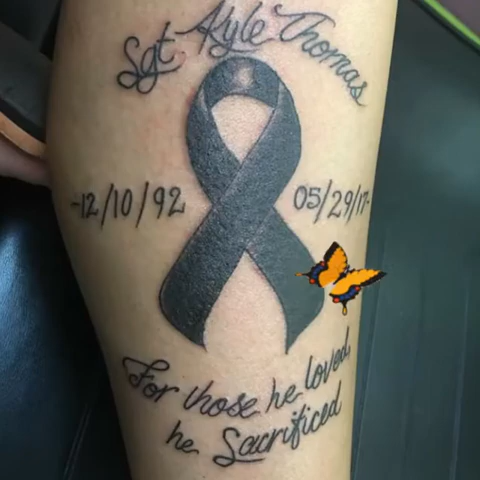 Sgt Kyle Thomas
-12/10/92 05/29/17-
For those he loved,
he Sacrificed